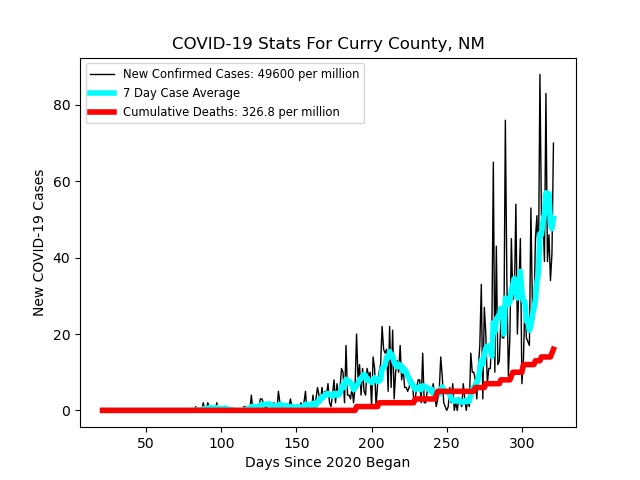 COVID-19 Stats For Curry County, NM
New Confirmed Cases: 49600 per million
7 Day Case Average
Cumulative Deaths: 326.8 per million
New COVID-19 Cases
80
60
40
20
0
50 100 150 200 250 300
Days Since 2020 Began